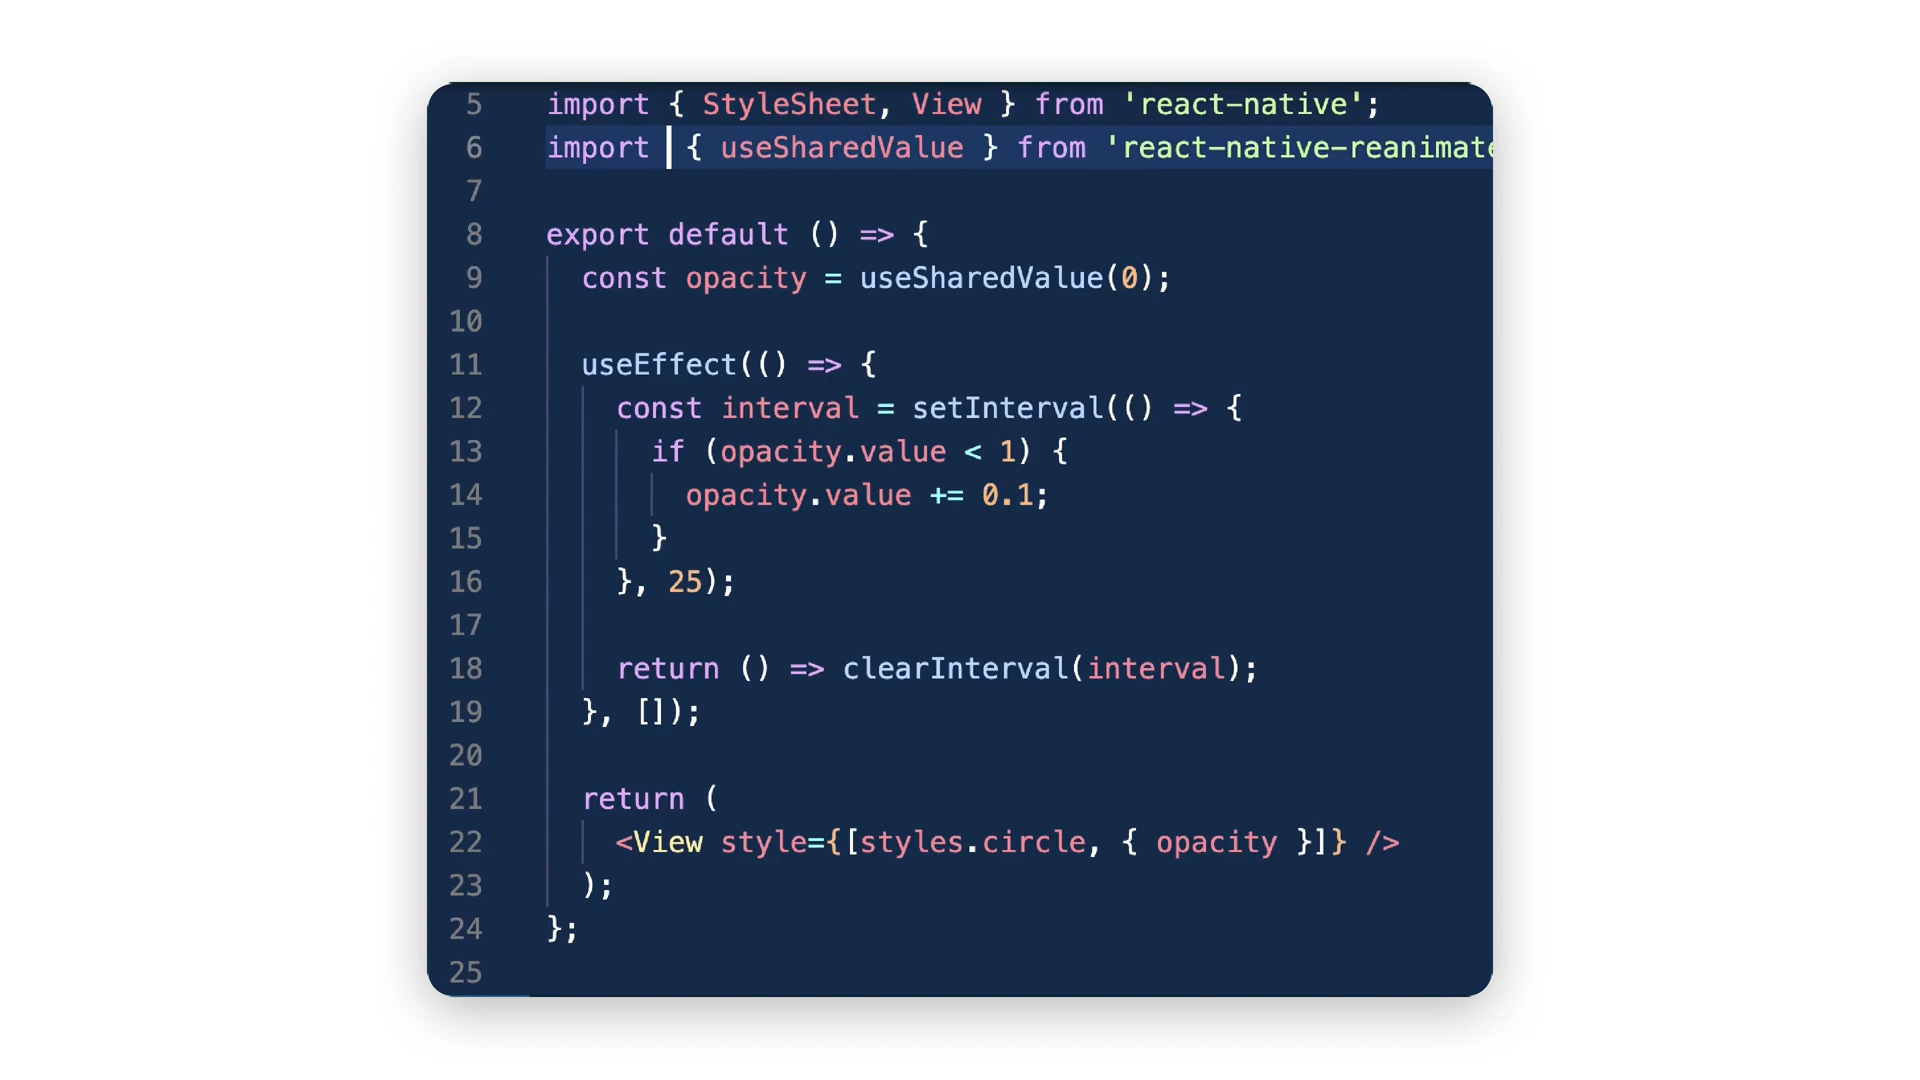 5 import { StyleSheet, View } from 'react-native';
6 import { useSharedValue } from 'react-native-reanimate
7
8 export default () => {
9 const opacity = useSharedValue(0);
10
11 useEffect(() => {
12 const interval = setInterval(() => {
13 if (opacity.value < 1) {
14 opacity.value += 0.1;
15 }
16 }, 25);
17
18 return () => clearInterval(interval);
19 }, []);
20
21 return (
22 <View style={[styles.circle, { opacity }]} />
23 );
24 };
25